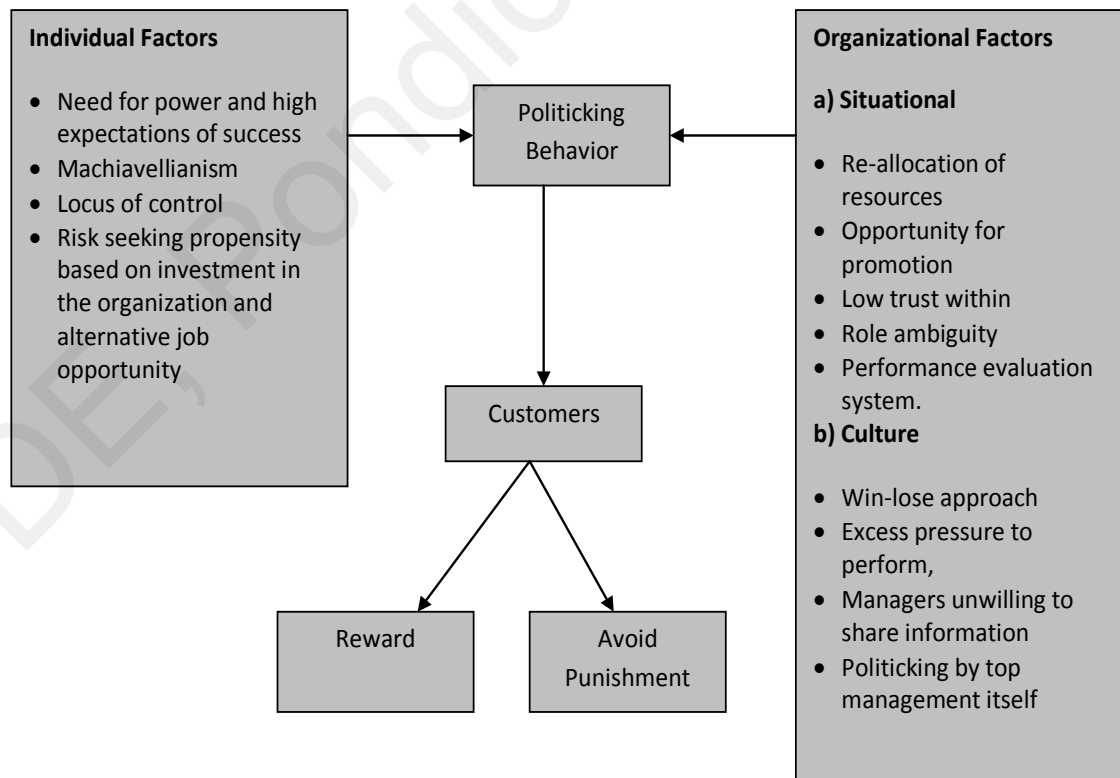 Individual Factors
• Need for power and high
expectations of success
• Machiavellianism
• Locus of control
• Risk seeking propensity
based on investment in
the organization and
alternative job
opportunity
Politicking
Behavior
Customers
Reward
Avoid
Punishment
Organizational Factors
a) Situational
• Re-allocation of
resources
• Opportunity for
promotion
• Low trust within
• Role ambiguity
• Performance evaluation
system.
b) Culture
• Win-lose approach
• Excess pressure to
perform,
• Managers unwilling to
share information
• Politicking by top
management itself
DE, Pondic